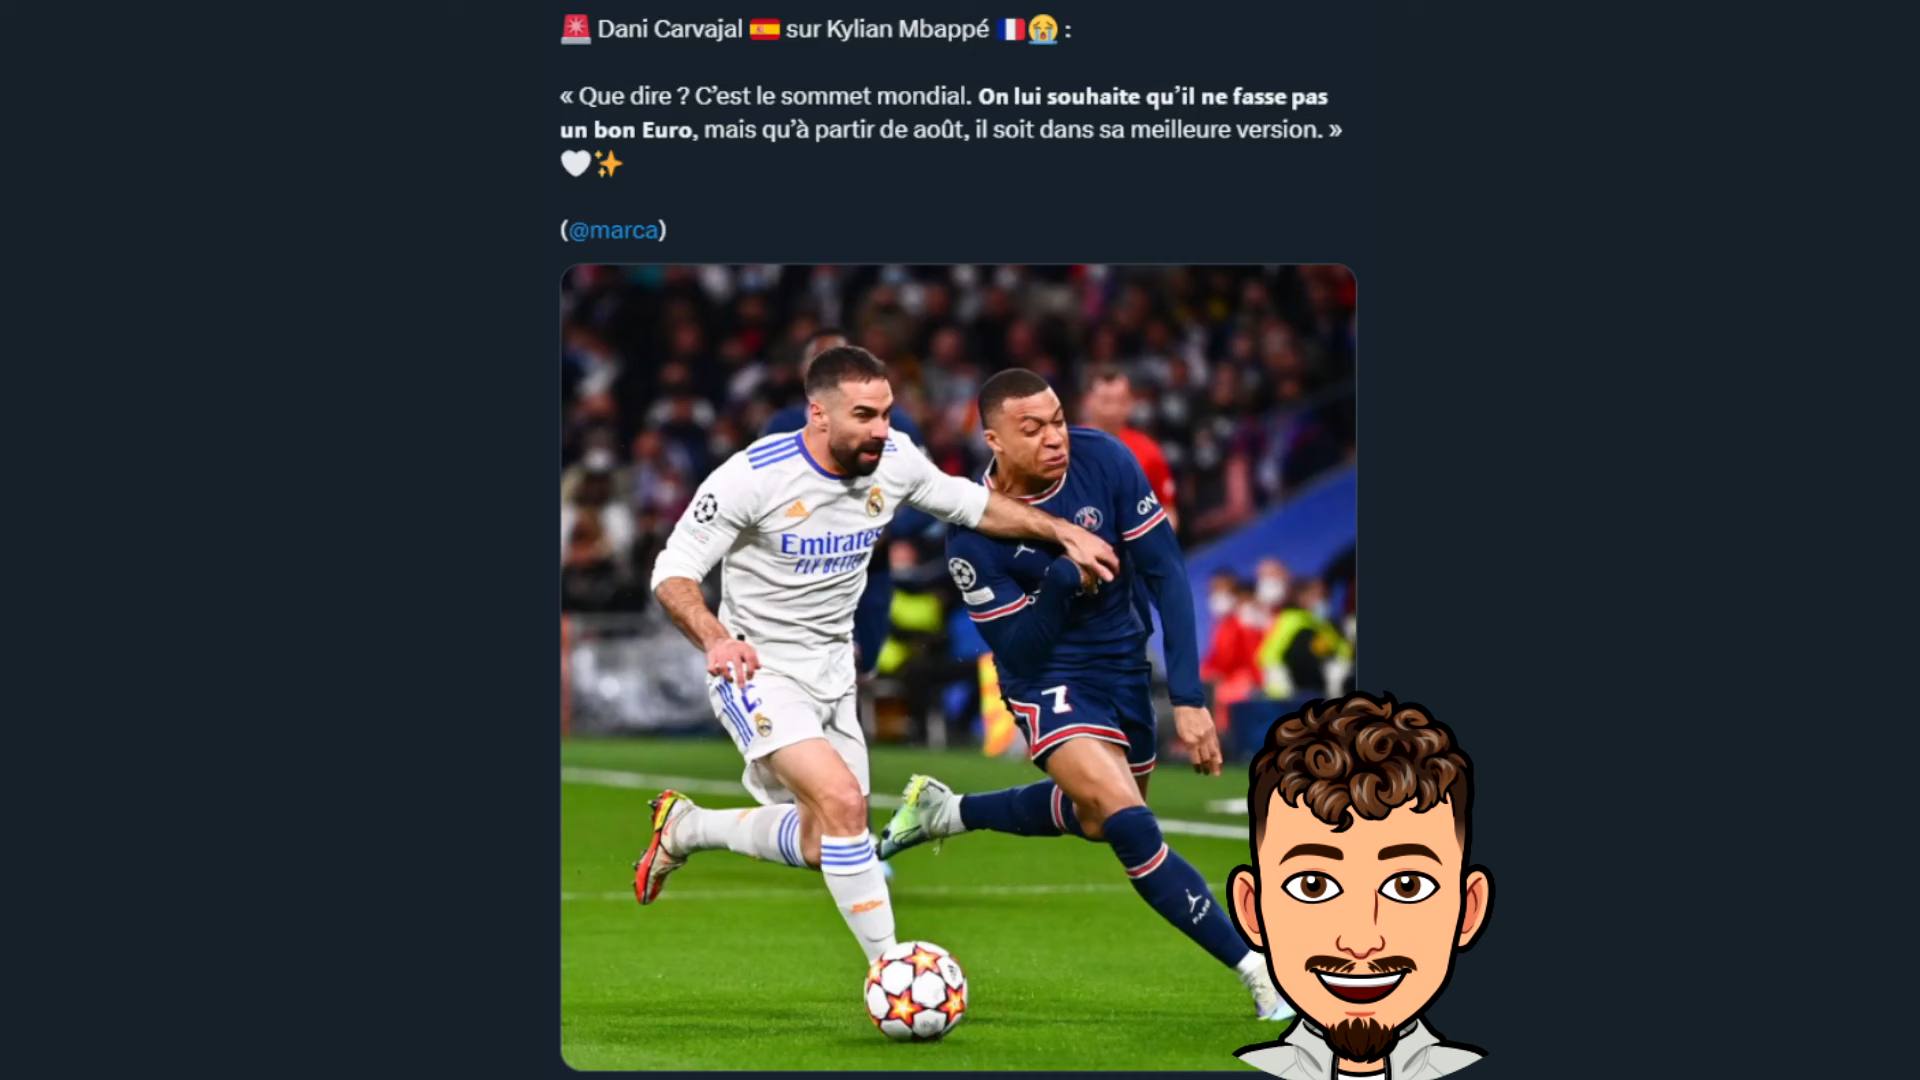 🚨 Dani Carvajal 🇪🇸 sur Kylian Mbappé 🇫🇷😭 :
« Que dire ? C’est le sommet mondial. On lui souhaite qu’il ne fasse pas
un bon Euro, mais qu’à partir de août, il soit dans sa meilleure version. »
🤍✨
(@marca)
Emirates
FLY BETTER
QN
7